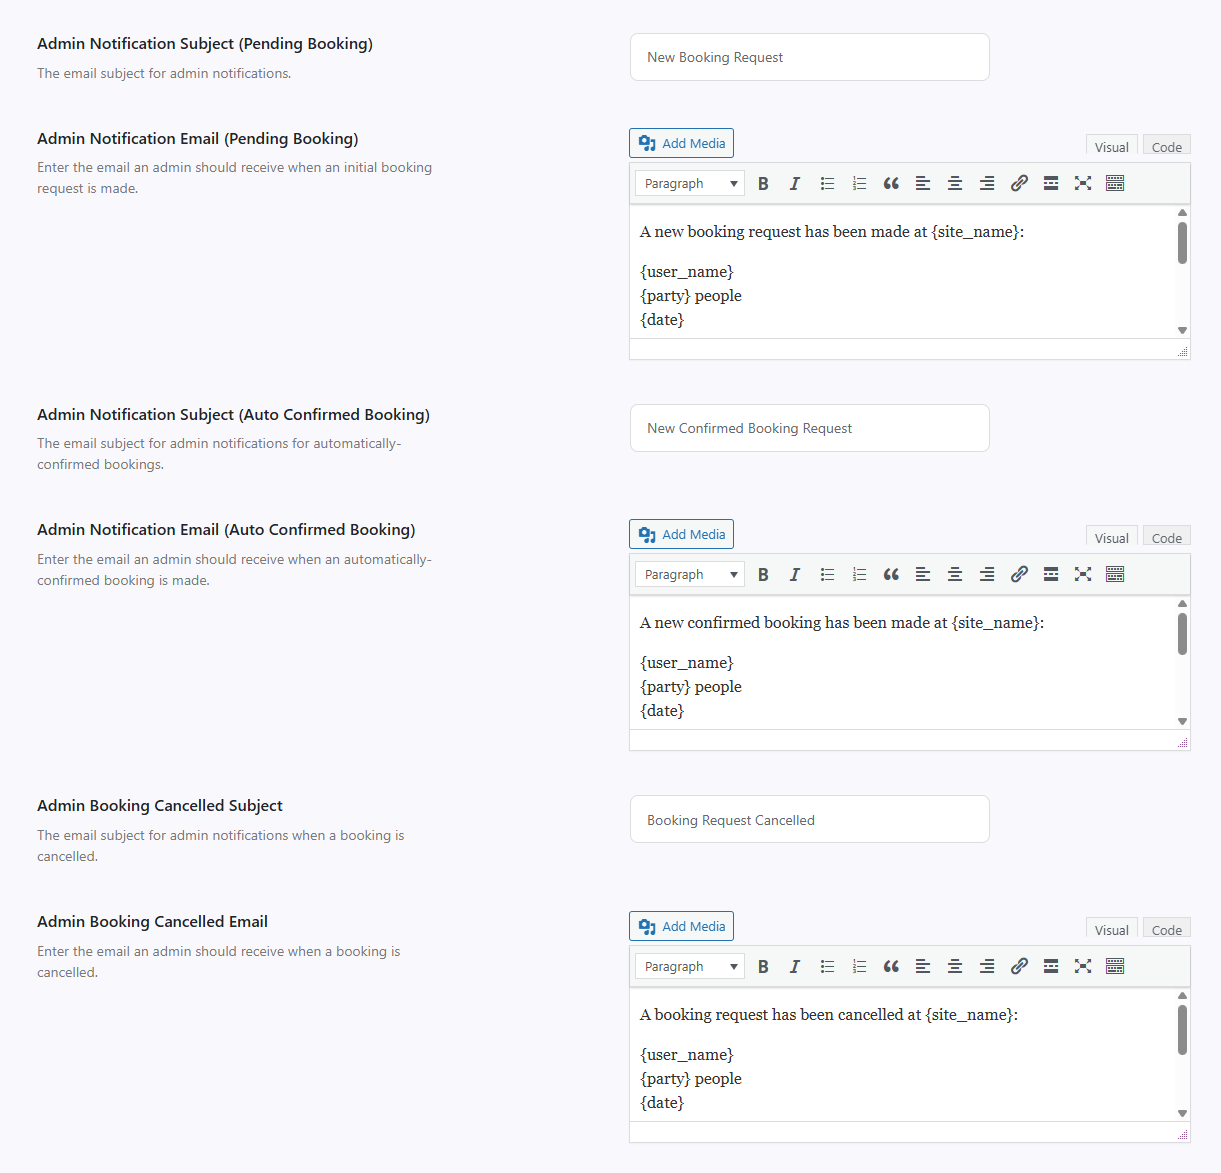 Admin Notification Subject (Pending Booking)
The email subject for admin notifications.
New Booking Request
Admin Notification Email (Pending Booking)
Enter the email an admin should receive when an initial booking
request is made.
Add Media
Visual
Code
Paragraph
A new booking request has been made at {site_name}:
{user_name}
{party} people
{date}
Admin Notification Subject (Auto Confirmed Booking)
The email subject for admin notifications for automatically-
confirmed bookings.
New Confirmed Booking Request
Admin Notification Email (Auto Confirmed Booking)
Enter the email an admin should receive when an automatically-
confirmed booking is made.
Add Media
Visual
Code
Paragraph
A new confirmed booking has been made at {site_name}:
{user_name}
{party} people
{date}
Admin Booking Cancelled Subject
The email subject for admin notifications when a booking is
cancelled.
Booking Request Cancelled
Admin Booking Cancelled Email
Enter the email an admin should receive when a booking is
cancelled.
Add Media
Visual
Code
Paragraph
A booking request has been cancelled at {site_name}:
{user_name}
{party} people
{date}